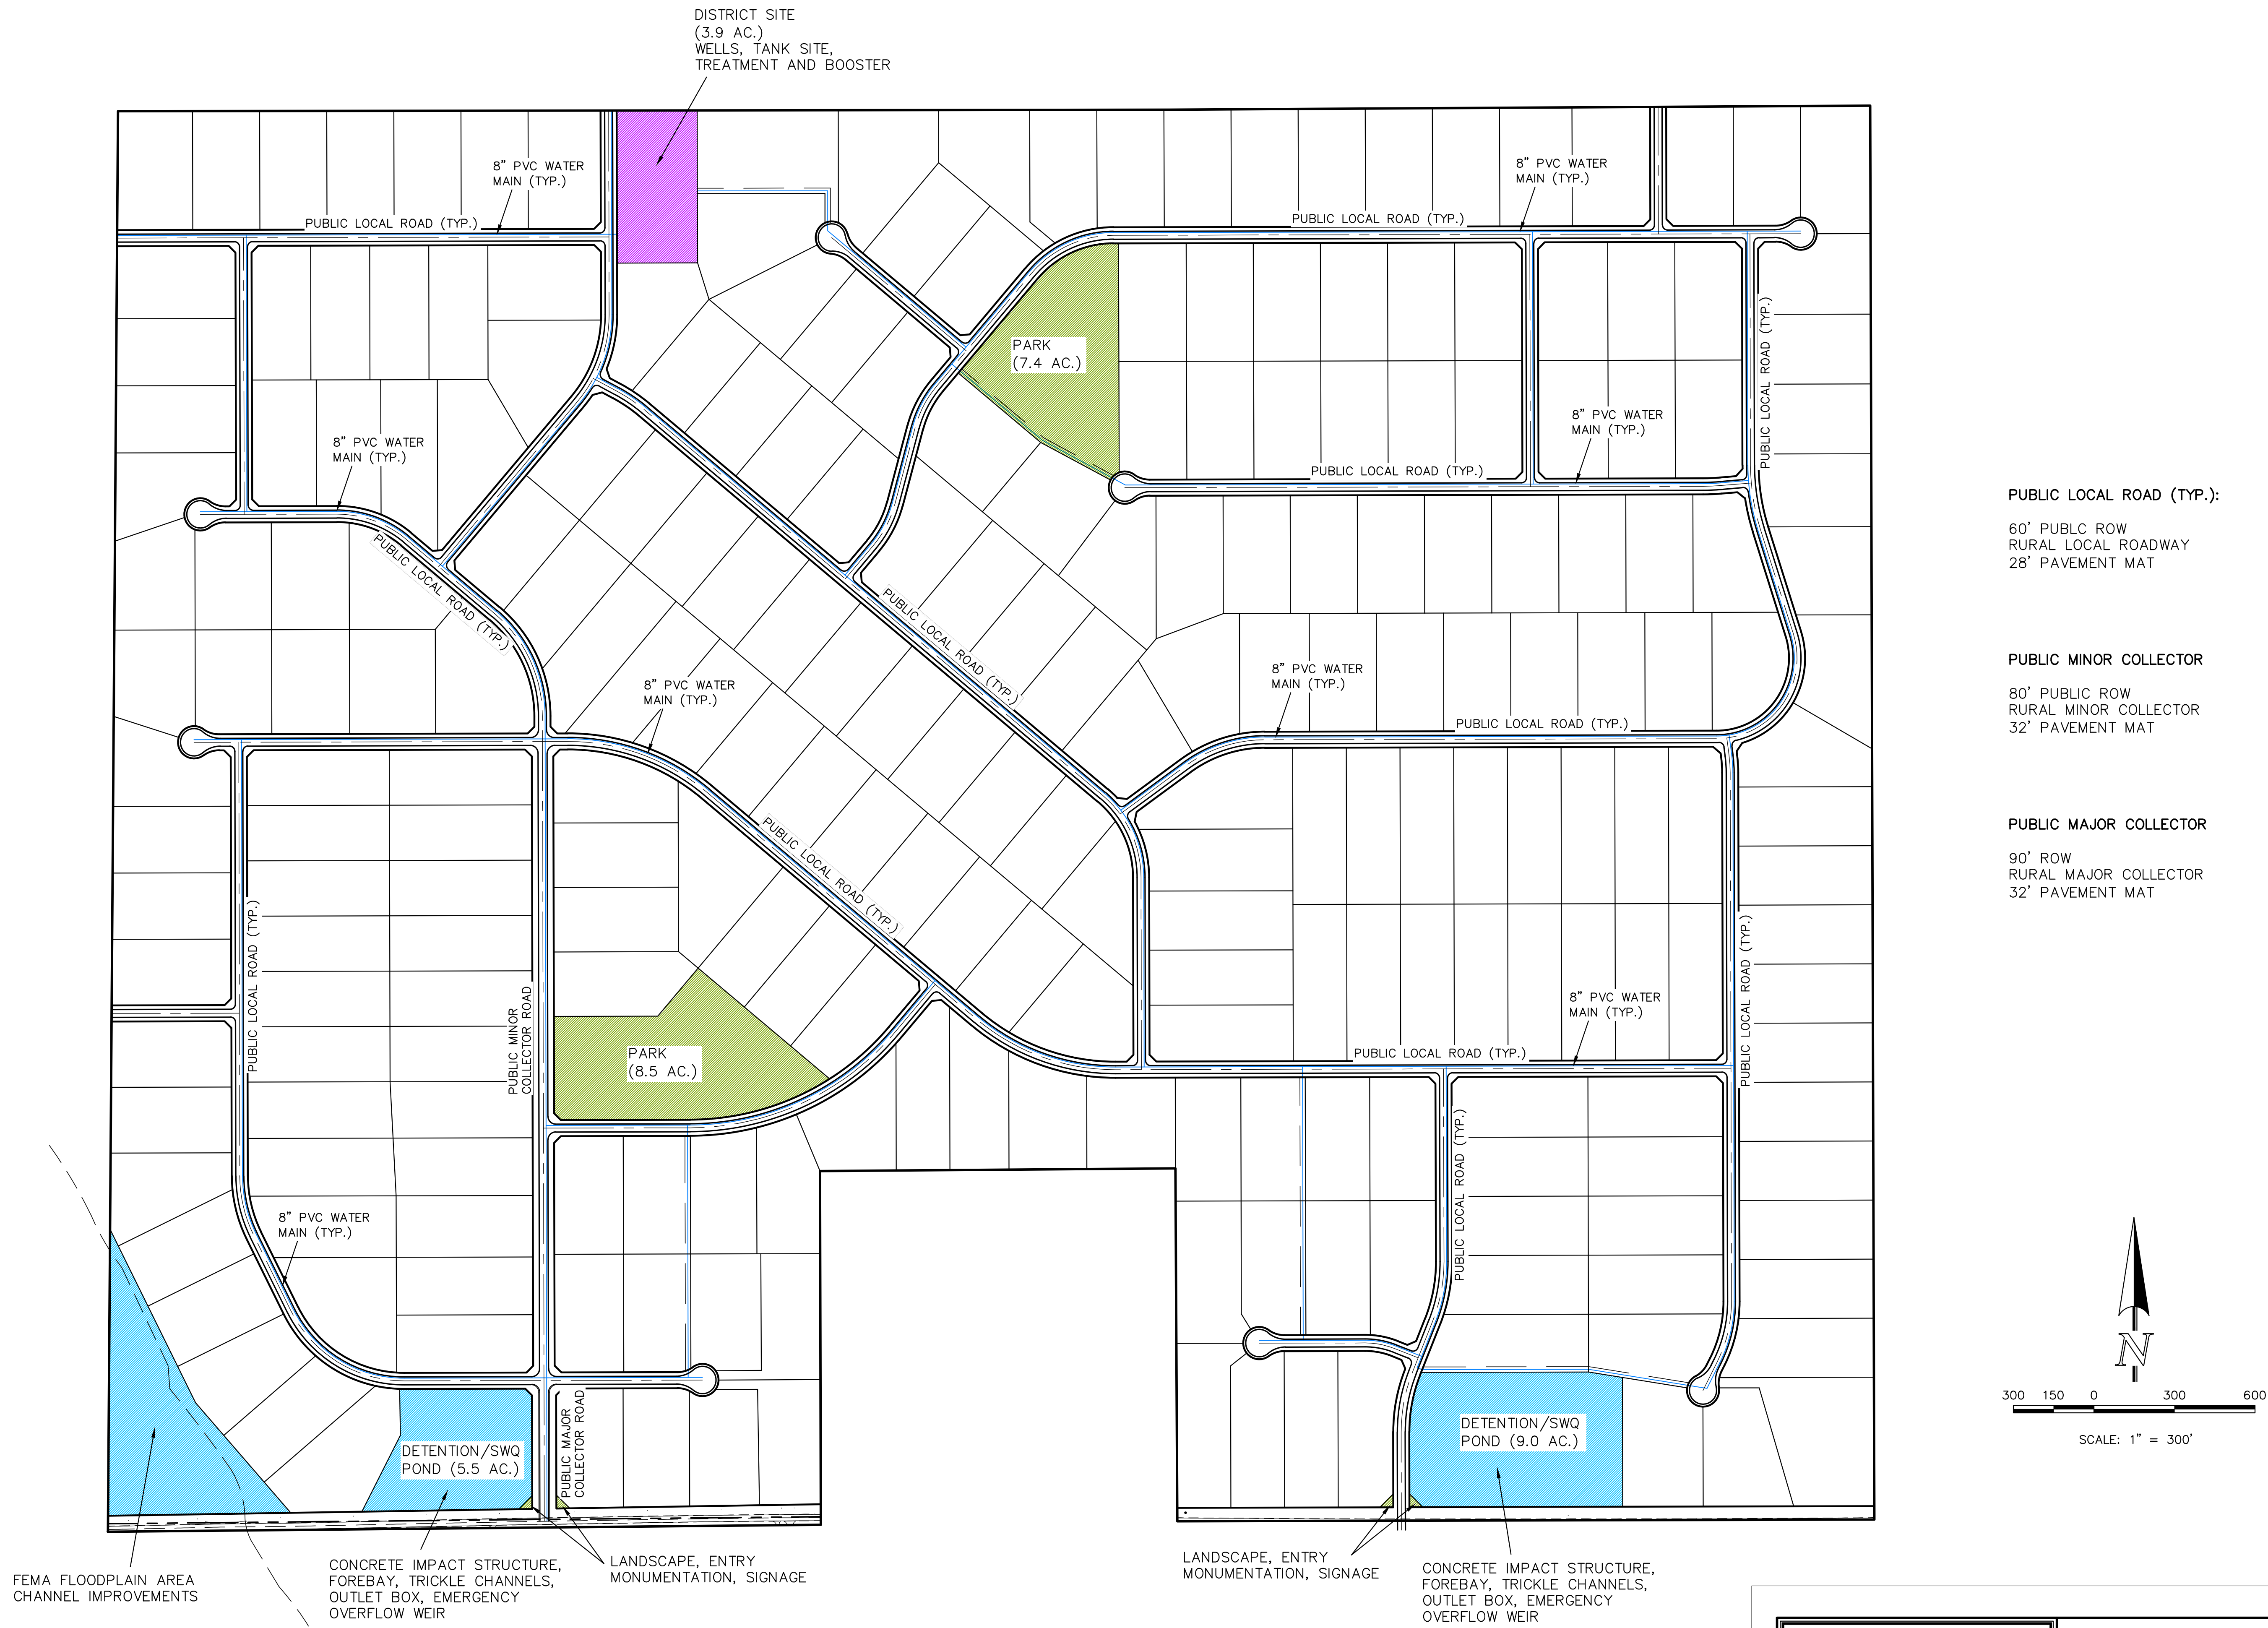 DISTRICT SITE
(3.9 AC.)
WELLS, TANK SITE,
TREATMENT AND BOOSTER
8" PVC WATER
MAIN (TYP.)
PUBLIC LOCAL ROAD (TYP.)
8" PVC WATER
MAIN (TYP.)
PUBLIC LOCAL ROAD (TYP.)
PUBLIC LOCAL ROAD (TYP.)
PARK
(7.4 AC.)
8" PVC WATER
MAIN (TYP.)
8" PVC WATER
MAIN (TYP.)
PUBLIC LOCAL ROAD (TYP.)
PUBLIC LOCAL ROAD (TYP.)
PUBLIC LOCAL ROAD (TYP.)
8" PVC WATER
MAIN (TYP.)
8" PVC WATER
MAIN (TYP.)
PUBLIC LOCAL ROAD (TYP.)
PUBLIC LOCAL ROAD (TYP.)
PUBLIC LOCAL ROAD (TYP.)
PUBLIC MINOR
COLLECTOR ROAD
PARK
(8.5 AC.)
8" PVC WATER
MAIN (TYP.)
PUBLIC LOCAL ROAD (TYP.)
PUBLIC LOCAL ROAD (TYP.)
PUBLIC LOCAL ROAD (TYP.)
8" PVC WATER
MAIN (TYP.)
DETENTION/SWQ
POND (5.5 AC.)
PUBLIC MAJOR
COLLECTOR ROAD
DETENTION/SWQ
POND (9.0 AC.)
FEMA FLOODPLAIN AREA
CHANNEL IMPROVEMENTS
CONCRETE IMPACT STRUCTURE,
FOREBAY, TRICKLE CHANNELS,
OUTLET BOX, EMERGENCY
OVERFLOW WEIR
LANDSCAPE, ENTRY
MONUMENTATION, SIGNAGE
LANDSCAPE, ENTRY
MONUMENTATION, SIGNAGE
CONCRETE IMPACT STRUCTURE,
FOREBAY, TRICKLE CHANNELS,
OUTLET BOX, EMERGENCY
OVERFLOW WEIR
PUBLIC LOCAL ROAD (TYP.):
60' PUBLC ROW
RURAL LOCAL ROADWAY
28' PAVEMENT MAT
PUBLIC MINOR COLLECTOR
80' PUBLIC ROW
RURAL MINOR COLLECTOR
32' PAVEMENT MAT
PUBLIC MAJOR COLLECTOR
90' ROW
RURAL MAJOR COLLECTOR
32' PAVEMENT MAT
N
300 150 0 300 600
SCALE: 1" = 300'